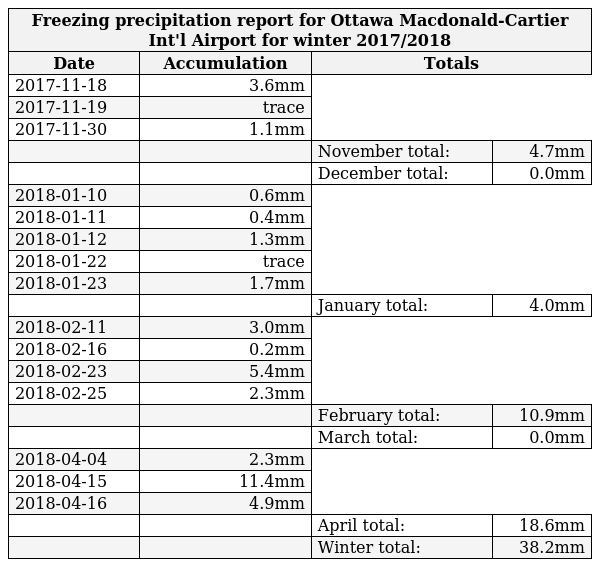 Freezing precipitation report for Ottawa Macdonald-Cartier
Int'l Airport for winter 2017/2018
Date Accumulation Totals
2017-11-18 3.6mm
2017-11-19 trace
2017-11-30 1.1mm
November total: 4.7mm
December total: 0.0mm
2018-01-10 0.6mm
2018-01-11 0.4mm
2018-01-12 1.3mm
2018-01-22 trace
2018-01-23 1.7mm
January total: 4.0mm
2018-02-11 3.0mm
2018-02-16 0.2mm
2018-02-23 5.4mm
2018-02-25 2.3mm
February total: 10.9mm
March total: 0.0mm
2018-04-04 2.3mm
2018-04-15 11.4mm
2018-04-16 4.9mm
April total: 18.6mm
Winter total: 38.2mm